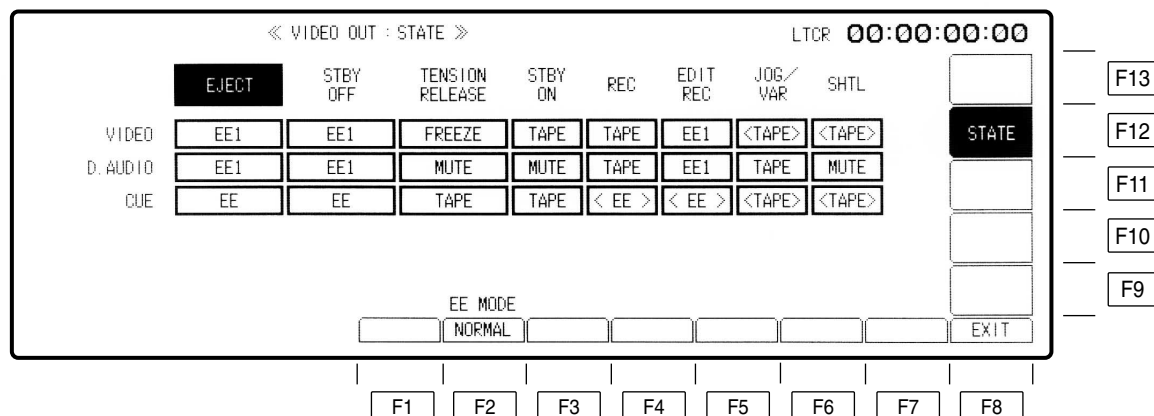 ≪ VIDEO OUT : STATE ≫ LTCR 00:00:00:00
EJECT STBY OFF TENSION RELEASE STBY ON REC EDIT REC JOG/ VAR SHTL
VIDEO EE1 EE1 FREEZE TAPE TAPE EE1 <TAPE> <TAPE> STATE
D. AUDIO EE1 EE1 MUTE MUTE TAPE EE1 TAPE MUTE
CUE EE EE TAPE TAPE < EE > < EE > <TAPE> <TAPE>
EE MODE
NORMAL EXIT
F13
F12
F11
F10
F9
F1 F2 F3 F4 F5 F6 F7 F8